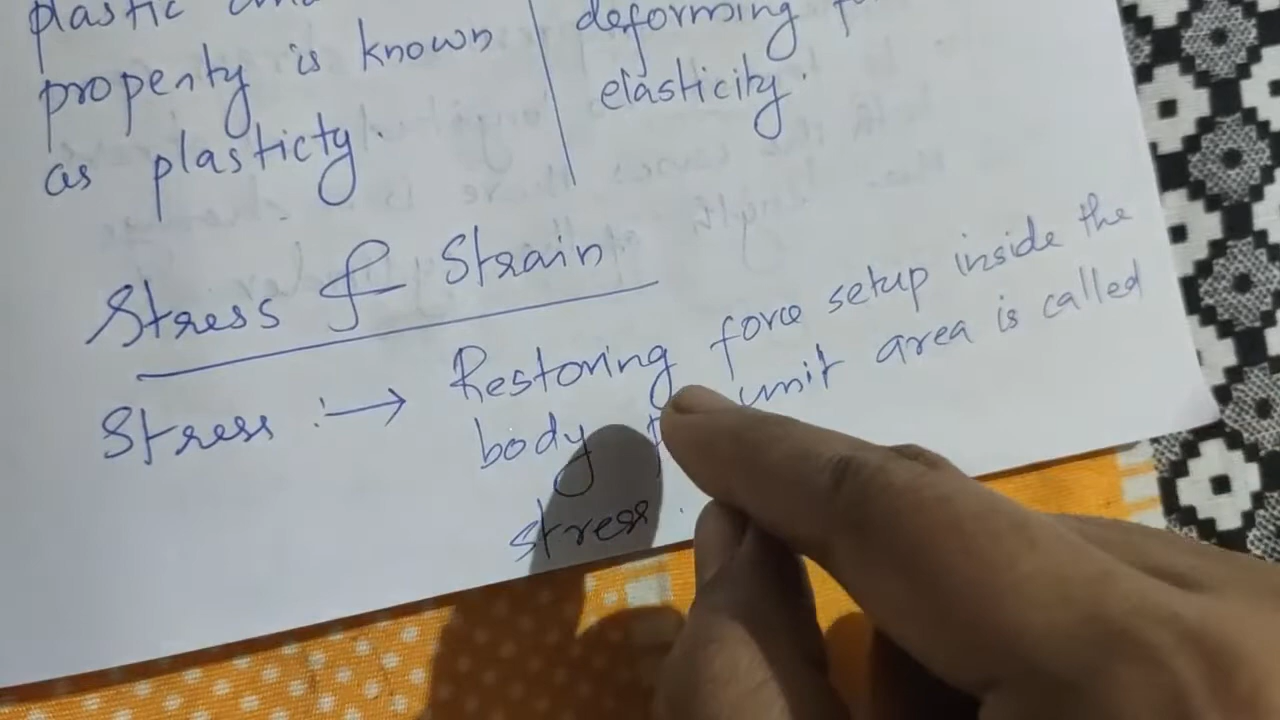 plastic
property is known
as plasticty.
deforming
elasticity.
Stress & Strain
Stress :→ Restoring force setup inside the
body unit area is called
stress.